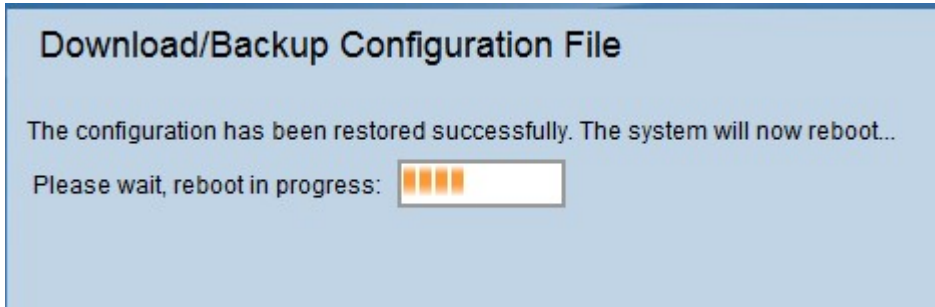 Download/Backup Configuration File
The configuration has been restored successfully. The system will now reboot...
Please wait, reboot in progress: